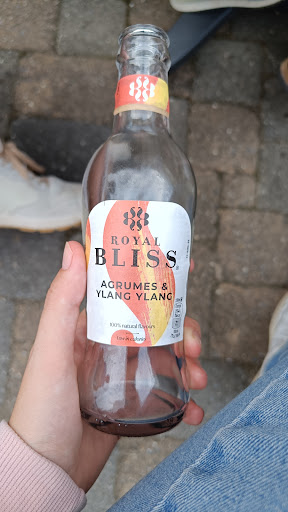 ROYAL
BLISS
AGRUMES &
YLANG YLANG
100% natural flavours